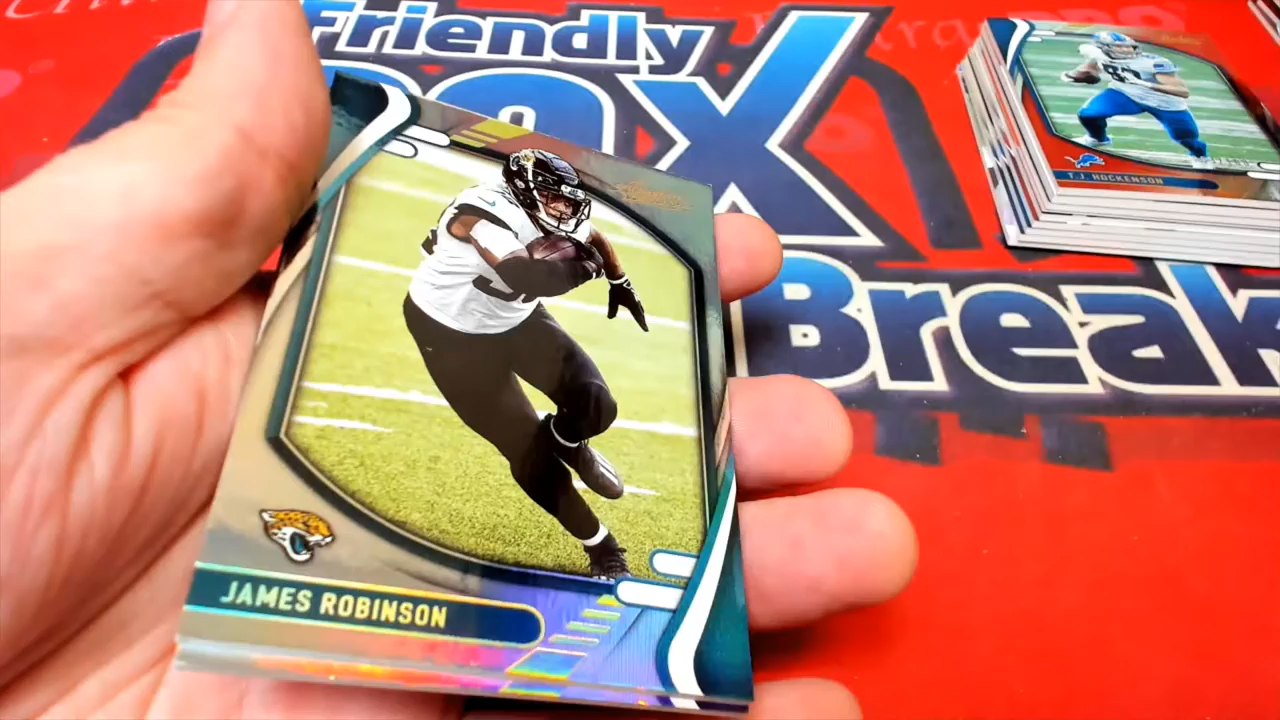 Friendly
BOX
Break
JAMES ROBINSON
T.J. HOCKENSON